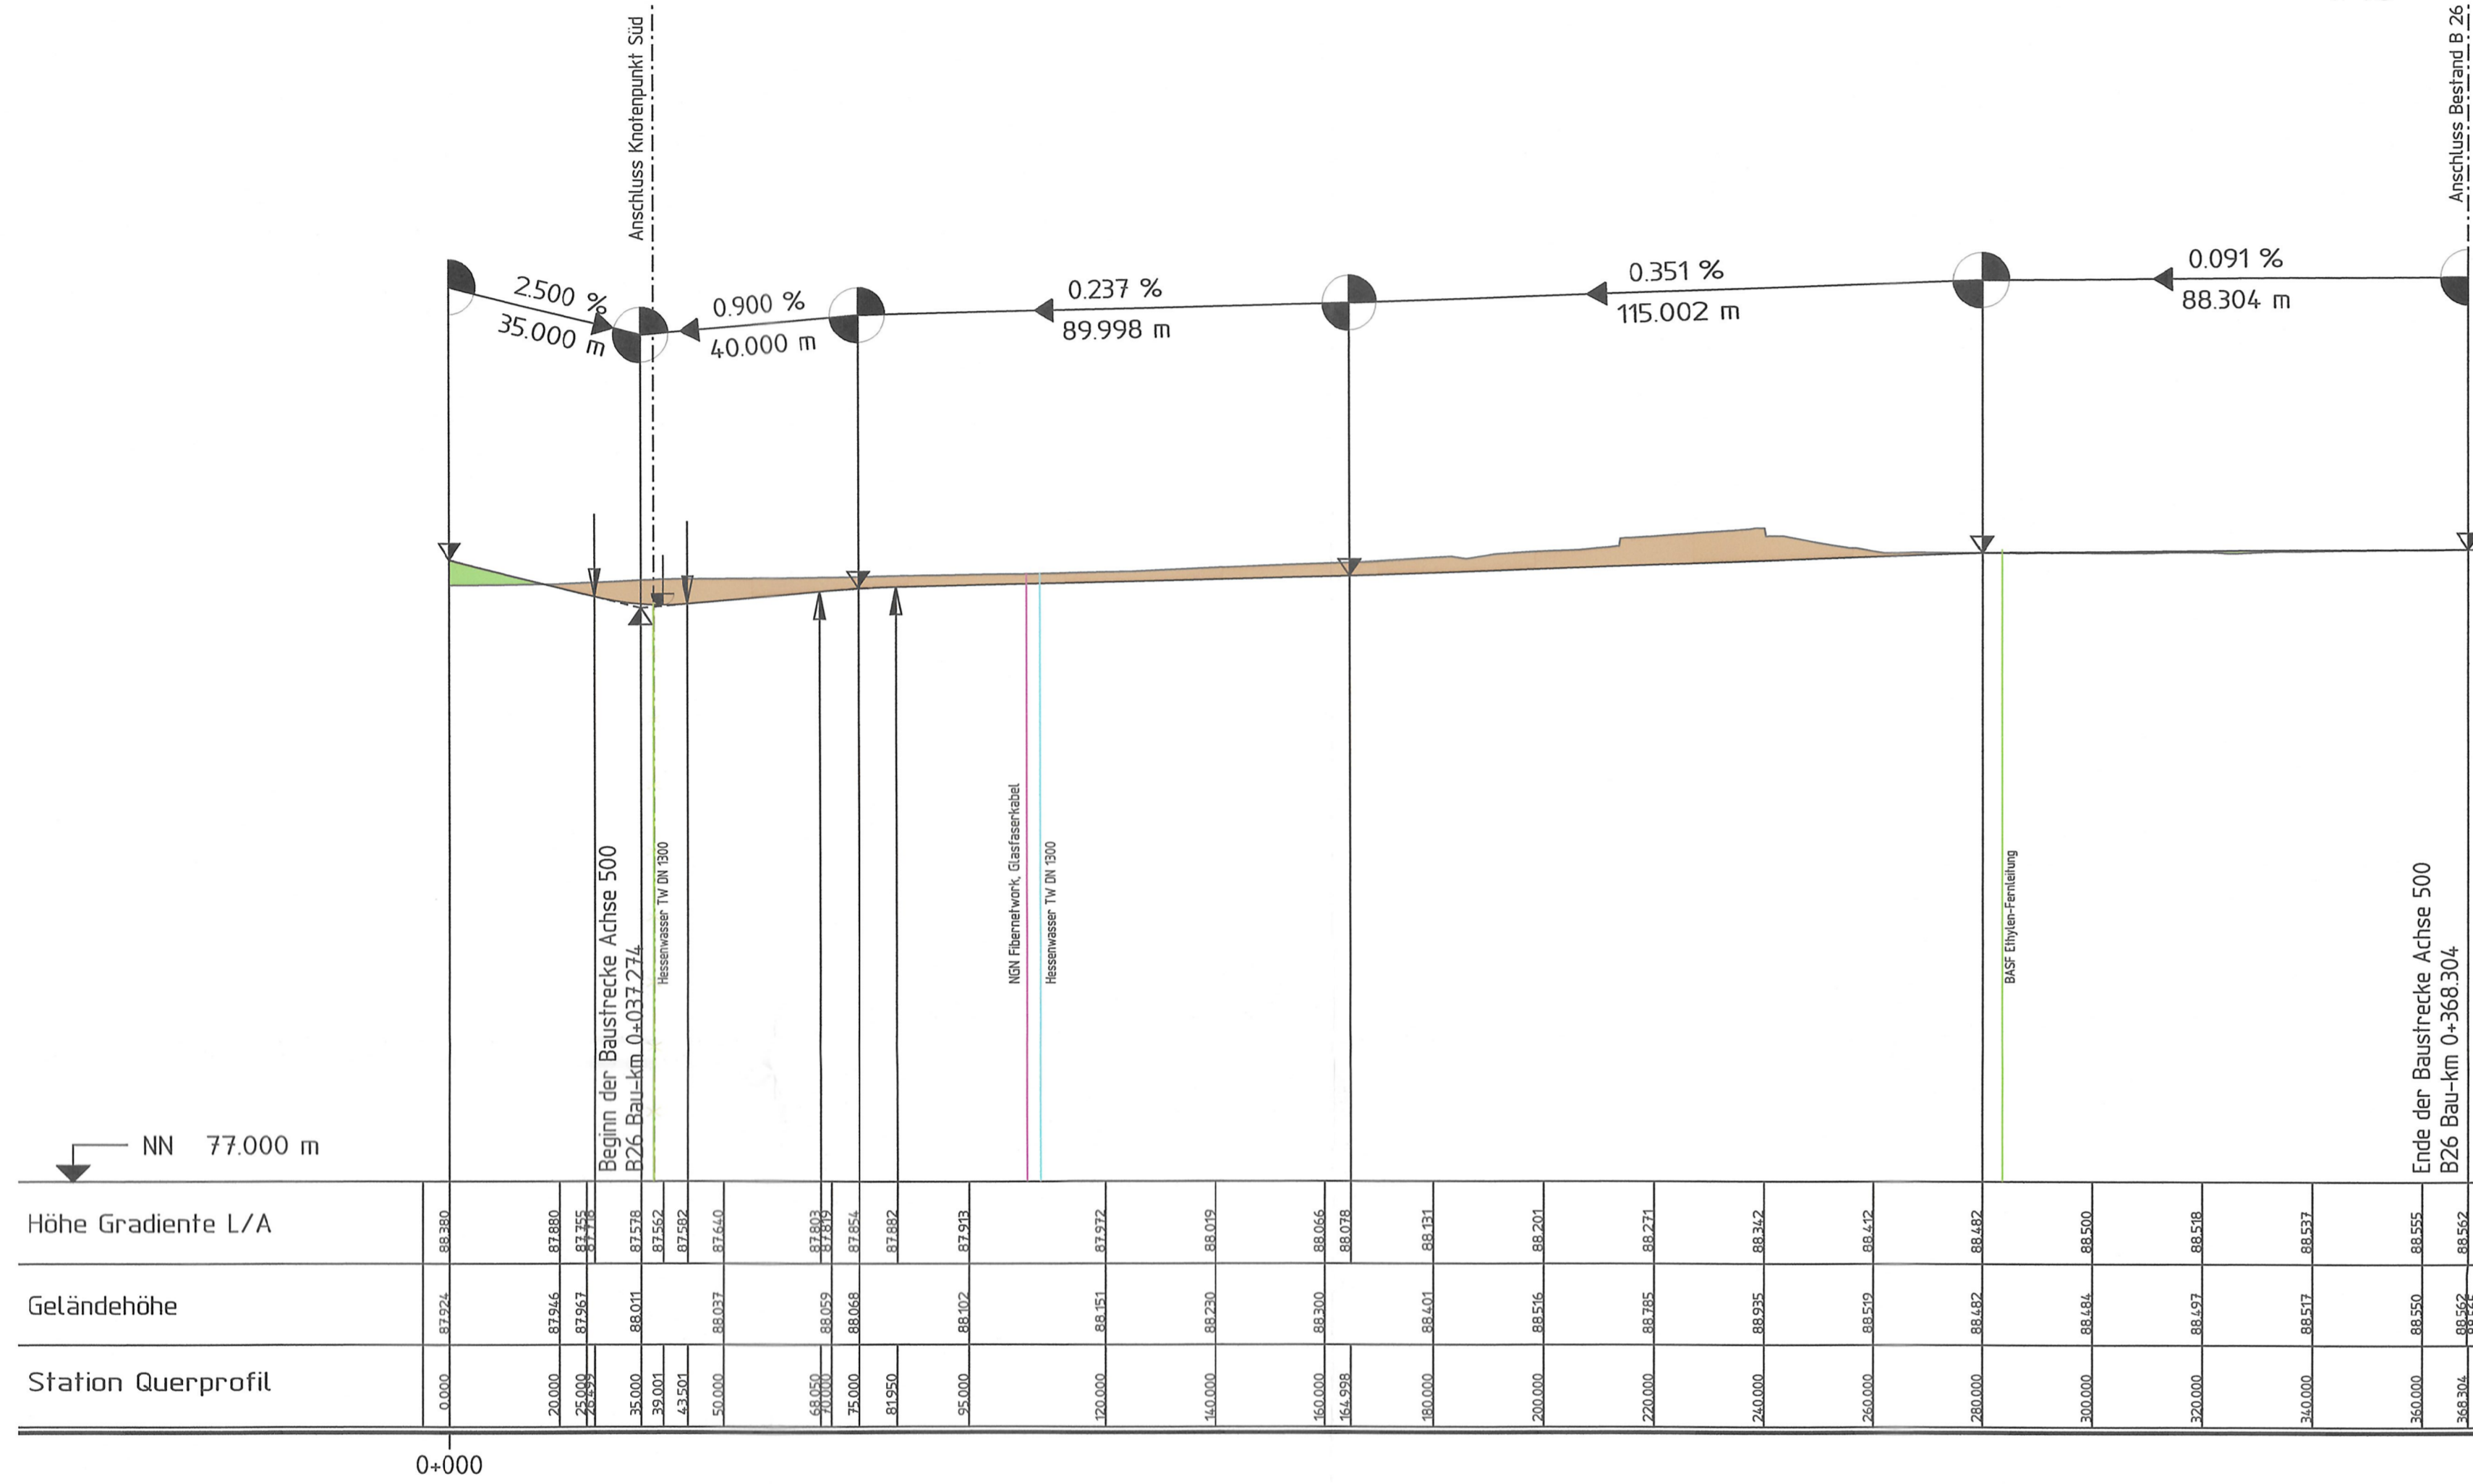 Anschluss Knotenpunkt Süd
Anschluss Bestand B 26
2.500 %
35.000 m
0.900 %
40.000 m
0.237 %
89.998 m
0.351 %
115.002 m
0.091 %
88.304 m
Beginn der Baustrecke Achse 500
B26 Bau-km 0+037.274
Hessenwasser TW DN 1300
NGN Fibernetwork, Glasfaserkabel
Hessenwasser TW DN 1300
BASF Ethylen-Fernleitung
Ende der Baustrecke Achse 500
B26 Bau-km 0+368.304
NN 77.000 m
Höhe Gradiente L/A 88.380 87.880 87.755 87.718 87.578 87.562 87.582 87.640 87.803 87.819 87.854 87.882 87.913 87.972 88.019 88.066 88.078 88.131 88.201 88.271 88.342 88.412 88.482 88.500 88.518 88.537 88.555 88.562
Geländehöhe 87.924 87.946 87.967 88.011 88.037 88.059 88.068 88.102 88.151 88.230 88.300 88.401 88.516 88.785 88.935 88.519 88.482 88.484 88.497 88.517 88.550 88.562
Station Querprofil 0.000 20.000 25.000 26.499 35.000 39.001 43.501 50.000 68.050 70.000 75.000 81.950 95.000 120.000 140.000 160.000 164.998 180.000 200.000 220.000 240.000 260.000 280.000 300.000 320.000 340.000 360.000 368.304
0+000